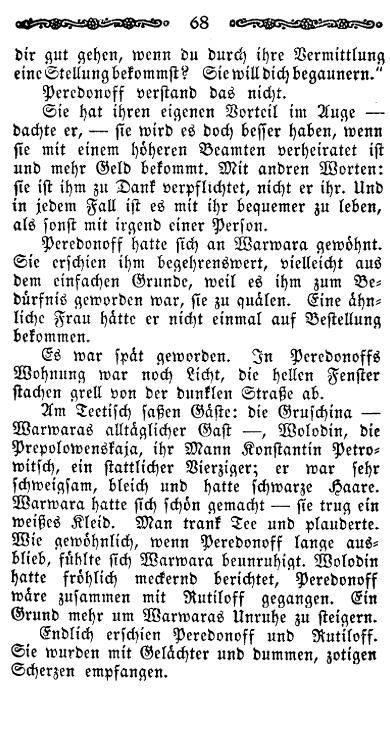 68
dir gut gehen, wenn du durch ihre Vermittlung
eine Stellung bekommst? Sie will dich begaunern.“
Peredonoff verstand das nicht.
Sie hat ihren eigenen Vorteil im Auge —
dachte er, — sie wird es doch besser haben, wenn
sie mit einem höheren Beamten verheiratet ist
und mehr Geld bekommt. Mit andren Worten:
sie ist ihm zu Dank verpflichtet, nicht er ihr. Und
in jedem Fall ist es mit ihr bequemer zu leben,
als sonst mit irgend einer Person.
Peredonoff hatte sich an Warwara gewöhnt.
Sie erschien ihm begehrenswert, vielleicht aus
dem einfachen Grunde, weil es ihm zum Be-
dürfnis geworden war, sie zu quälen. Eine ähn-
liche Frau hätte er nicht einmal auf Bestellung
bekommen.
Es war spät geworden. In Peredonoffs
Wohnung war noch Licht, die hellen Fenster
stachen grell von der dunklen Straße ab.
Am Teetisch saßen Gäste: die Gruschina —
Warwaras alltäglicher Gast —, Wolodin, die
Prepolowenskaja, ihr Mann Konstantin Petro-
witsch, ein stattlicher Vierziger; er war sehr
schweigsam, bleich und hatte schwarze Haare.
Warwara hatte sich schön gemacht — sie trug ein
weißes Kleid. Man trank Tee und plauderte.
Wie gewöhnlich, wenn Peredonoff lange aus-
blieb, fühlte sich Warwara beunruhigt. Wolodin
hatte fröhlich meckernd berichtet, Peredonoff
wäre zusammen mit Rutiloff gegangen. Ein
Grund mehr um Warwaras Unruhe zu steigern.
Endlich erschien Peredonoff und Rutiloff.
Sie wurden mit Gelächter und dummen, zotigen
Scherzen empfangen.